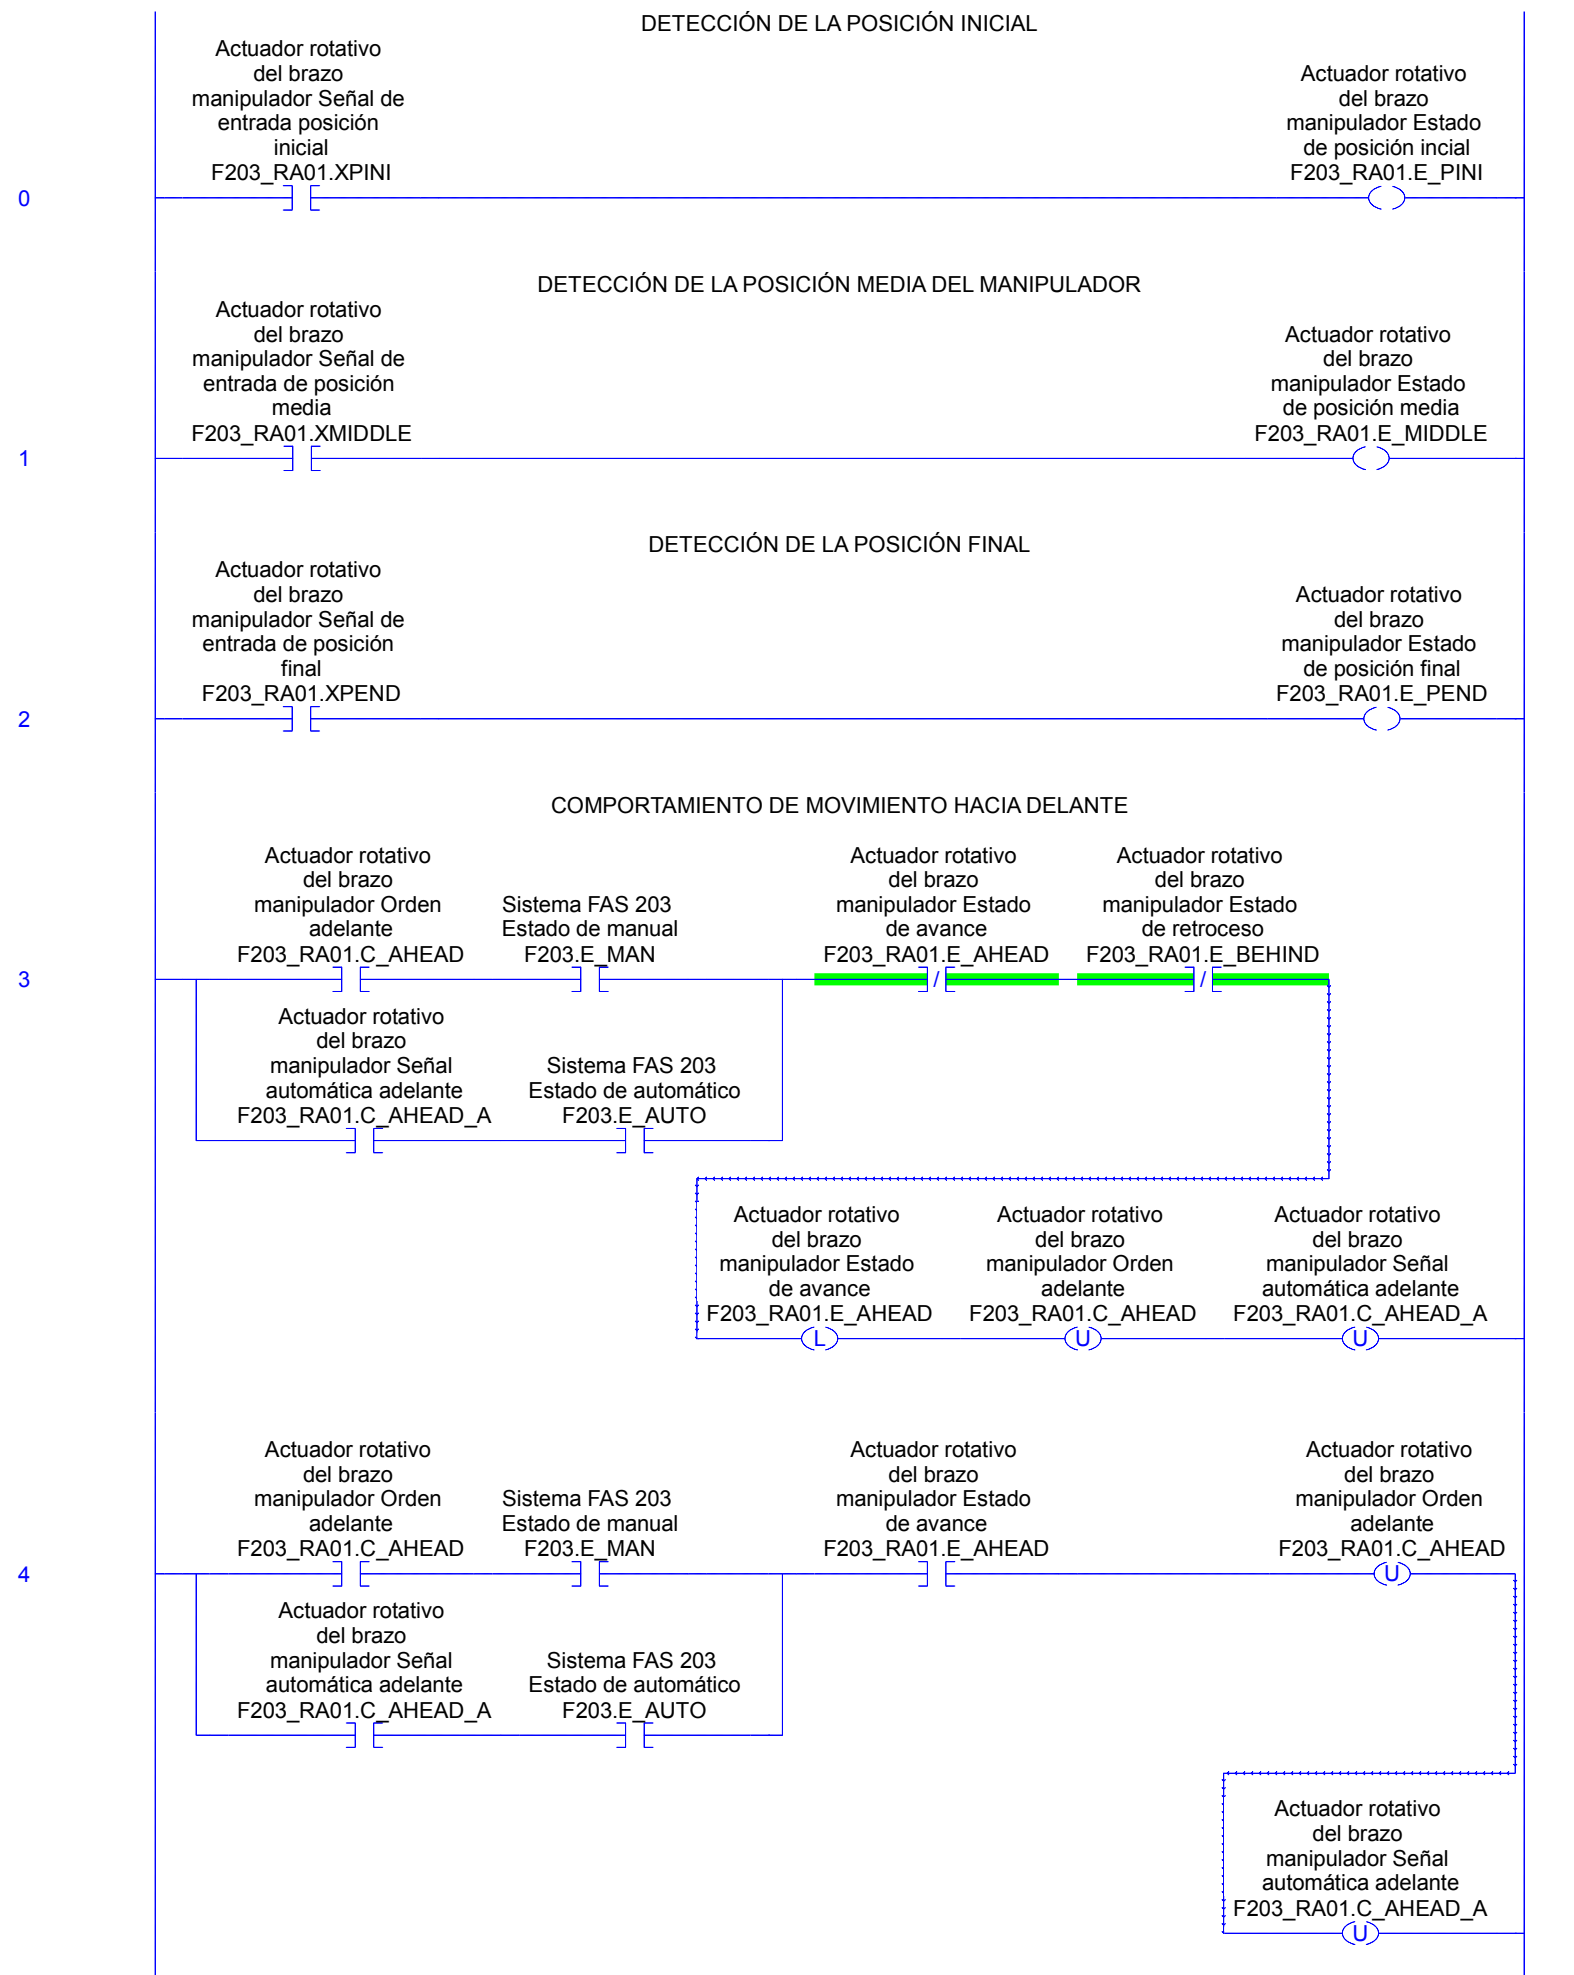 DETECCIÓN DE LA POSICIÓN INICIAL
Actuador rotativo
del brazo
manipulador Señal de
entrada posición
inicial
F203_RA01.XPINI
Actuador rotativo
del brazo
manipulador Estado
de posición incial
F203_RA01.E_PINI
0
DETECCIÓN DE LA POSICIÓN MEDIA DEL MANIPULADOR
Actuador rotativo
del brazo
manipulador Señal de
entrada de posición
media
F203_RA01.XMIDDLE
Actuador rotativo
del brazo
manipulador Estado
de posición media
F203_RA01.E_MIDDLE
1
DETECCIÓN DE LA POSICIÓN FINAL
Actuador rotativo
del brazo
manipulador Señal de
entrada de posición
final
F203_RA01.XPEND
Actuador rotativo
del brazo
manipulador Estado
de posición final
F203_RA01.E_PEND
2
COMPORTAMIENTO DE MOVIMIENTO HACIA DELANTE
Actuador rotativo
del brazo
manipulador Orden
adelante
F203_RA01.C_AHEAD
Sistema FAS 203
Estado de manual
F203.E_MAN
Actuador rotativo
del brazo
manipulador Estado
de avance
F203_RA01.E_AHEAD
/
Actuador rotativo
del brazo
manipulador Estado
de retroceso
F203_RA01.E_BEHIND
/
3
Actuador rotativo
del brazo
manipulador Señal
automática adelante
F203_RA01.C_AHEAD_A
Sistema FAS 203
Estado de automático
F203.E_AUTO
Actuador rotativo
del brazo
manipulador Estado
de avance
F203_RA01.E_AHEAD
L
Actuador rotativo
del brazo
manipulador Orden
adelante
F203_RA01.C_AHEAD
U
Actuador rotativo
del brazo
manipulador Señal
automática adelante
F203_RA01.C_AHEAD_A
U
Actuador rotativo
del brazo
manipulador Orden
adelante
F203_RA01.C_AHEAD
Sistema FAS 203
Estado de manual
F203.E_MAN
Actuador rotativo
del brazo
manipulador Estado
de avance
F203_RA01.E_AHEAD
Actuador rotativo
del brazo
manipulador Orden
adelante
F203_RA01.C_AHEAD
U
4
Actuador rotativo
del brazo
manipulador Señal
automática adelante
F203_RA01.C_AHEAD_A
Sistema FAS 203
Estado de automático
F203.E_AUTO
Actuador rotativo
del brazo
manipulador Señal
automática adelante
F203_RA01.C_AHEAD_A
U